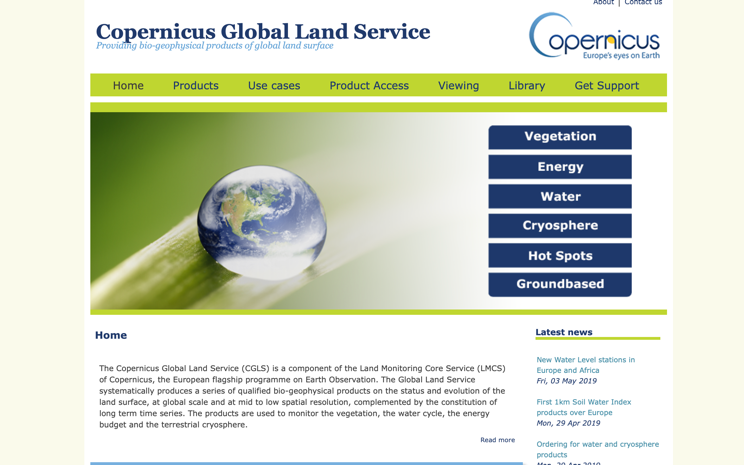 About | Contact us
Copernicus Global Land Service
Providing bio-geophysical products of global land surface
opernicus
Europe's eyes on Earth
Home Products Use cases Product Access Viewing Library Get Support
Vegetation
Energy
Water
Cryosphere
Hot Spots
Groundbased
Home
The Copernicus Global Land Service (CGLS) is a component of the Land Monitoring Core Service (LMCS)
of Copernicus, the European flagship programme on Earth Observation. The Global Land Service
systematically produces a series of qualified bio-geophysical products on the status and evolution of the
land surface, at global scale and at mid to low spatial resolution, complemented by the constitution of
long term time series. The products are used to monitor the vegetation, the water cycle, the energy
budget and the terrestrial cryosphere.
Read more
Latest news
New Water Level stations in
Europe and Africa
Fri, 03 May 2019
First 1km Soil Water Index
products over Europe
Mon, 29 Apr 2019
Ordering for water and cryosphere
products
Mon, 29 Apr 2019